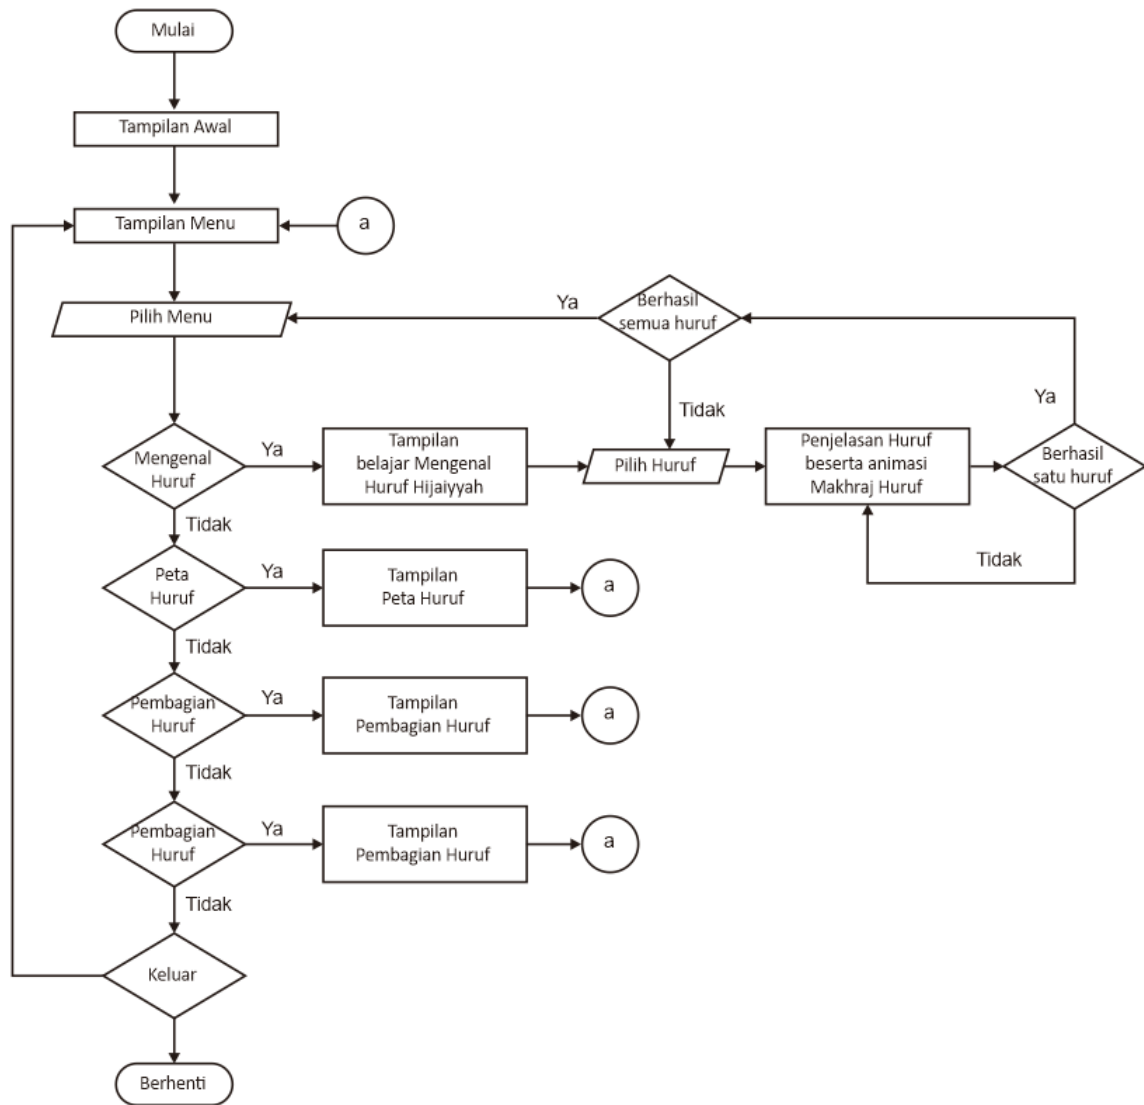 Mulai
Tampilan Awal
Tampilan Menu
a
Pilih Menu
Ya
Berhasil
semua huruf
Tidak
Ya
Mengenal
Huruf
Ya
Tampilan
belajar Mengenal
Huruf Hijaiyyah
Pilih Huruf
Penjelasan Huruf
beserta animasi
Makhraj Huruf
Berhasil
satu huruf
Tidak
Tidak
Peta
Huruf
Ya
Tampilan
Peta Huruf
a
Tidak
Pembagian
Huruf
Ya
Tampilan
Pembagian Huruf
a
Tidak
Pembagian
Huruf
Ya
Tampilan
Pembagian Huruf
a
Tidak
Keluar
Berhenti